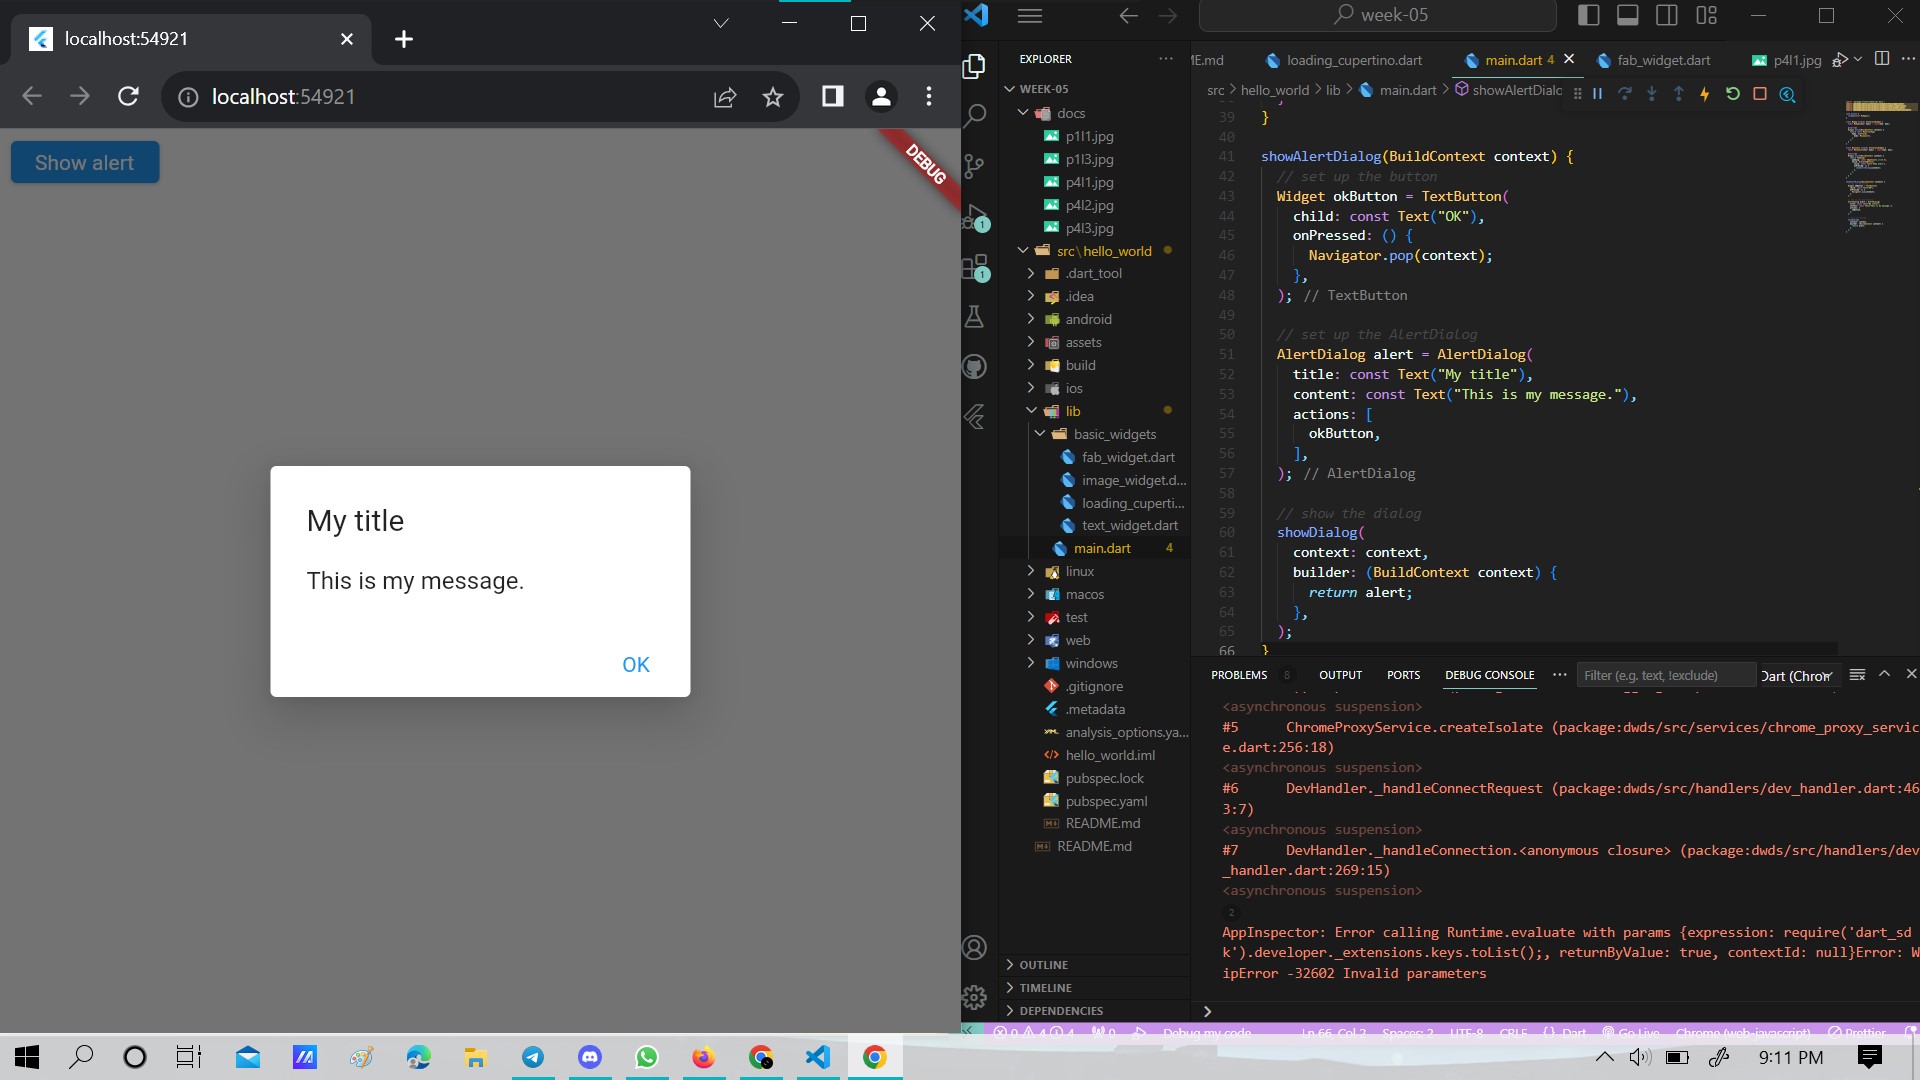 localhost:54921
localhost:54921
Show alert
DEBUG
My title
This is my message.
OK
week-05
EXPLORER
WEEK-05
docs
p1l1.jpg
p1l3.jpg
p4l1.jpg
p4l2.jpg
p4l3.jpg
src\hello_world
.dart_tool
.idea
android
assets
build
ios
lib
basic_widgets
fab_widget.dart
image_widget.d...
loading_cuperti...
text_widget.dart
main.dart 4
linux
macos
test
web
windows
.gitignore
.metadata
analysis_options.ya...
hello_world.iml
pubspec.lock
pubspec.yaml
README.md
README.md
OUTLINE
TIMELINE
DEPENDENCIES
1
1
ME.md
loading_cupertino.dart
main.dart 4
fab_widget.dart
p4l1.jpg
src > hello_world > lib > main.dart > showAlertDialo
39 }
40
41 showAlertDialog(BuildContext context) {
42 // set up the button
43 Widget okButton = TextButton(
44 child: const Text("OK"),
45 onPressed: () {
46 Navigator.pop(context);
47 },
48 ); // TextButton
49
50 // set up the AlertDialog
51 AlertDialog alert = AlertDialog(
52 title: const Text("My title"),
53 content: const Text("This is my message."),
54 actions: [
55 okButton,
56 ],
57 ); // AlertDialog
58
59 // show the dialog
60 showDialog(
61 context: context,
62 builder: (BuildContext context) {
63 return alert;
64 },
65 );
66 }
PROBLEMS 8 OUTPUT PORTS DEBUG CONSOLE ... Filter (e.g. text, !exclude) Dart (Chrom
<asynchronous suspension>
#5 ChromeProxyService.createIsolate (package:dwds/src/services/chrome_proxy_servic
e.dart:256:18)
<asynchronous suspension>
#6 DevHandler._handleConnectRequest (package:dwds/src/handlers/dev_handler.dart:46
3:7)
<asynchronous suspension>
#7 DevHandler._handleConnection.<anonymous closure> (package:dwds/src/handlers/dev
_handler.dart:269:15)
<asynchronous suspension>
2
AppInspector: Error calling Runtime.evaluate with params {expression: require('dart_sd
k').developer._extensions.keys.toList();, returnByValue: true, contextId: null}Error: W
ipError -32602 Invalid parameters
0 4 4 0 Debug my code Ln 66, Col 2 Spaces: 2 UTF-8 CRLF {} Dart Go Live Chrome (web-javascript) Prettier
9:11 PM